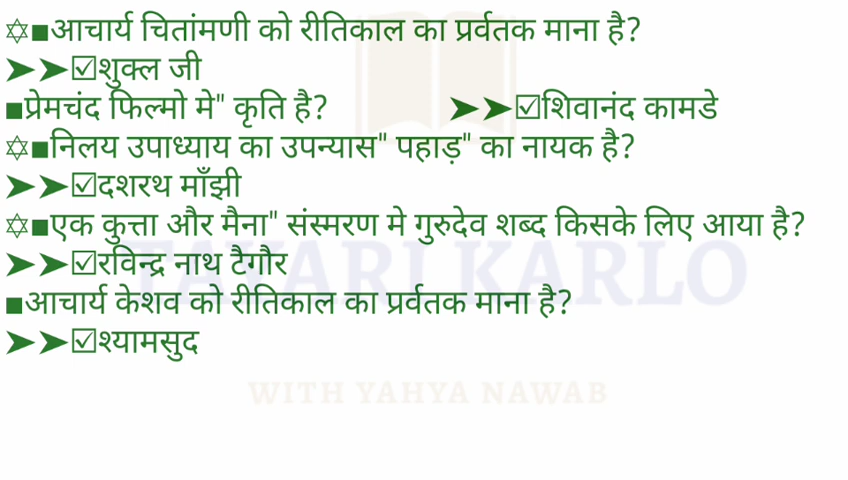 ✡■आचार्य चितांमणी को रीतिकाल का प्रर्वतक माना है?
➤➤☑शुक्ल जी
■प्रेमचंद फिल्मो मे" कृति है? ➤➤☑शिवानंद कामडे
✡■निलय उपाध्याय का उपन्यास" पहाड़" का नायक है?
➤➤☑दशरथ माँझी
✡■एक कुत्ता और मैना" संस्मरण मे गुरुदेव शब्द किसके लिए आया है?
➤➤☑रविन्द्र नाथ टैगौर
■आचार्य केशव को रीतिकाल का प्रर्वतक माना है?
➤➤☑श्यामसुद
TAYARI KARLO
WITH YAHYA NAWAB